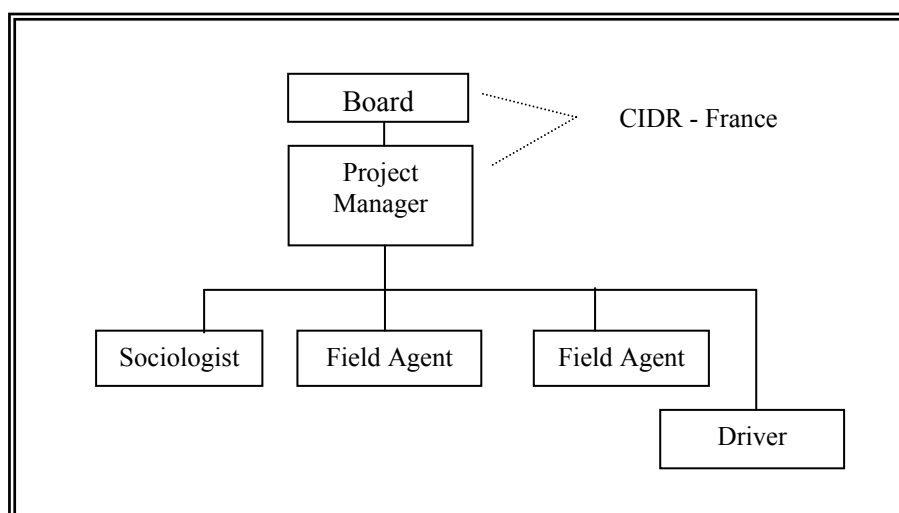 Board
CIDR - France
Project
Manager
Sociologist
Field Agent
Field Agent
Driver